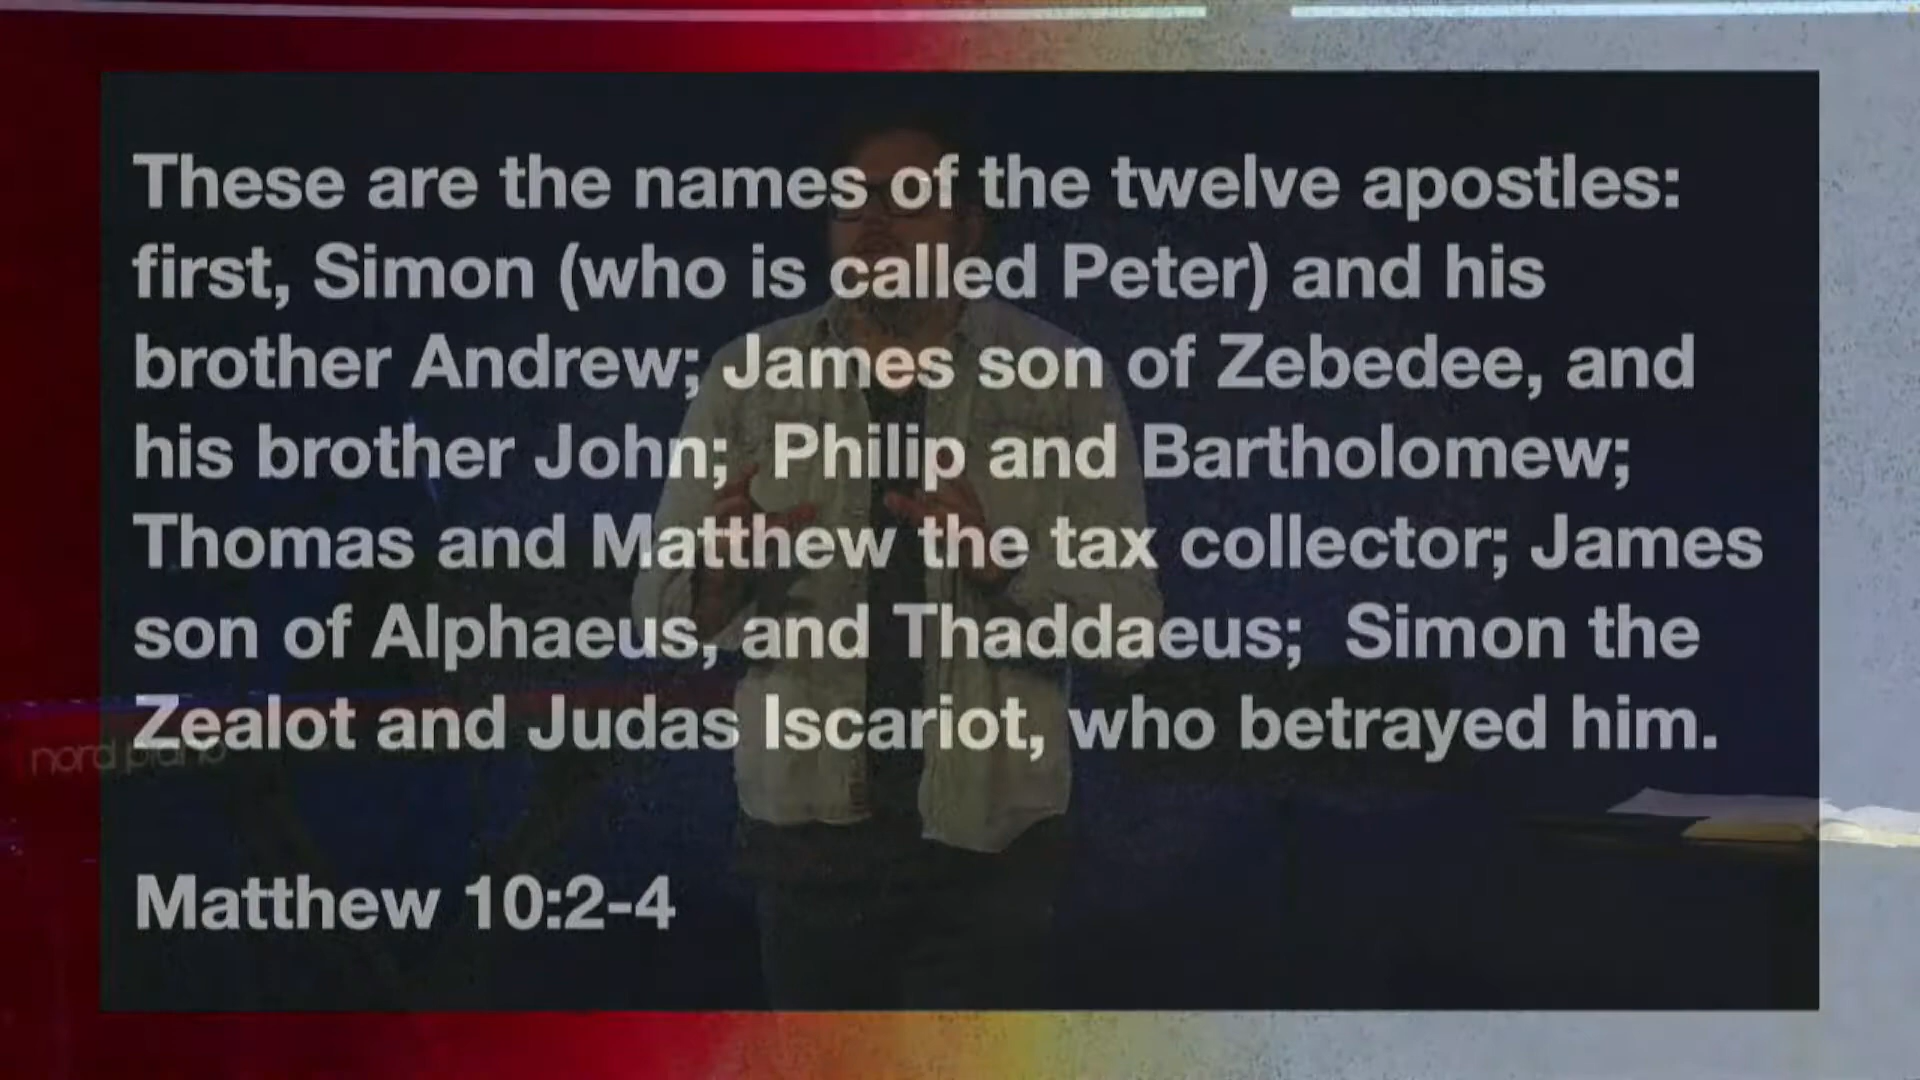 These are the names of the twelve apostles:
first, Simon (who is called Peter) and his
brother Andrew; James son of Zebedee, and
his brother John;  Philip and Bartholomew;
Thomas and Matthew the tax collector; James
son of Alphaeus, and Thaddaeus;  Simon the
Zealot and Judas Iscariot, who betrayed him.
nord piano
Matthew 10:2-4